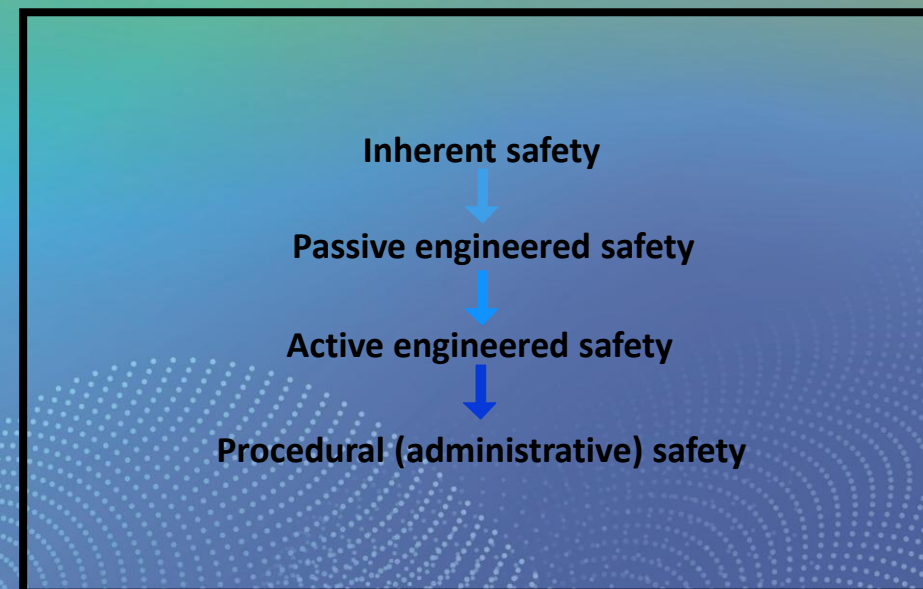 Inherent safety
Passive engineered safety
Active engineered safety
Procedural (administrative) safety